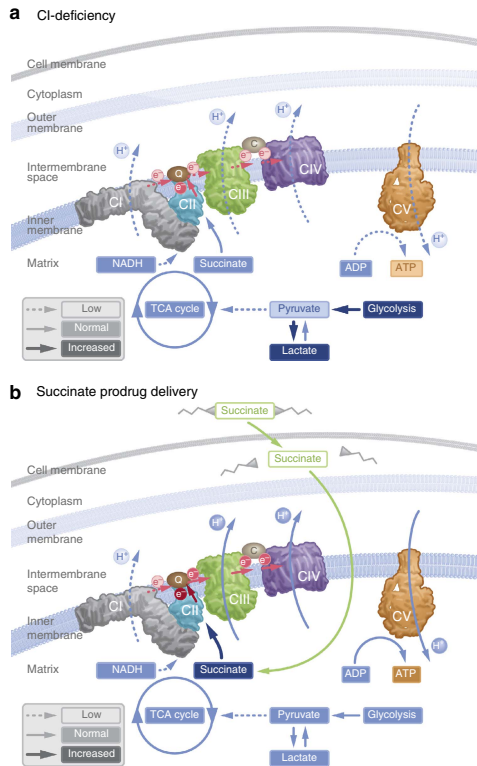 a CI-deficiency
Cell membrane
Cytoplasm
Outer
membrane
H+
H+
H+
H+
Intermembrane
space
e-
Q
e-
e-
e-
C
e-
CI
CII
CIII
CIV
CV
Inner
membrane
H+
Matrix
NADH
Succinate
ADP
ATP
TCA cycle
Pyruvate
Glycolysis
Lactate
Low
Normal
Increased
b Succinate prodrug delivery
Succinate
Succinate
Cell membrane
Cytoplasm
Outer
membrane
H+
H+
H+
Intermembrane
space
e-
Q
e-
e-
e-
C
e-
CI
CII
CIII
CIV
CV
Inner
membrane
H+
Matrix
NADH
Succinate
ADP
ATP
TCA cycle
Pyruvate
Glycolysis
Lactate
Low
Normal
Increased